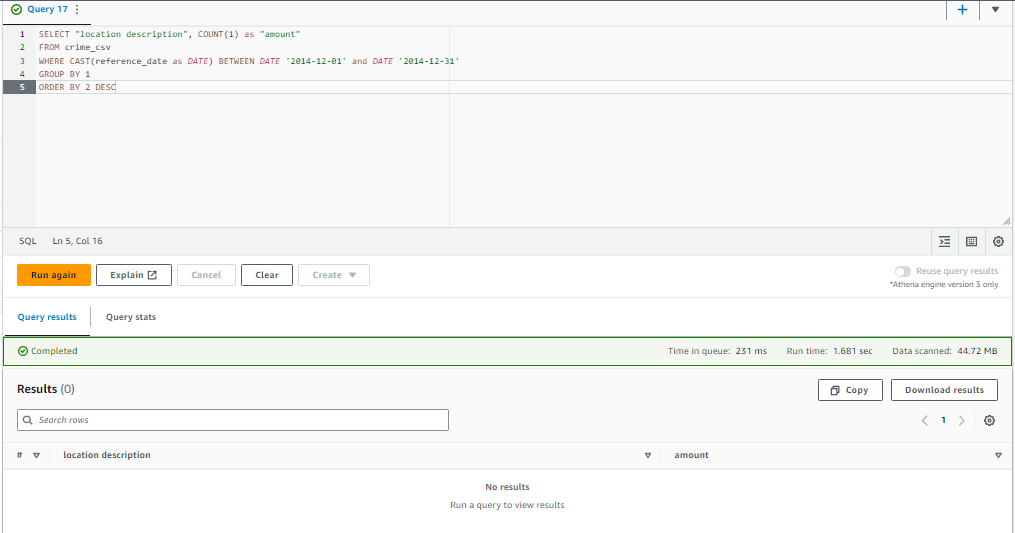 Query 17
1 SELECT "location description", COUNT(1) as "amount"
2 FROM crime_csv
3 WHERE CAST(reference_date as DATE) BETWEEN DATE '2014-12-01' and DATE '2014-12-31'
4 GROUP BY 1
5 ORDER BY 2 DESC
SQL Ln 5, Col 16
Run again Explain Cancel Clear Create Reuse query results
*Athena engine version 3 only
Query results Query stats
Completed Time in queue: 231 ms Run time: 1.681 sec Data scanned: 44.72 MB
Results (0) Copy Download results
Search rows 1
# location description amount
No results
Run a query to view results